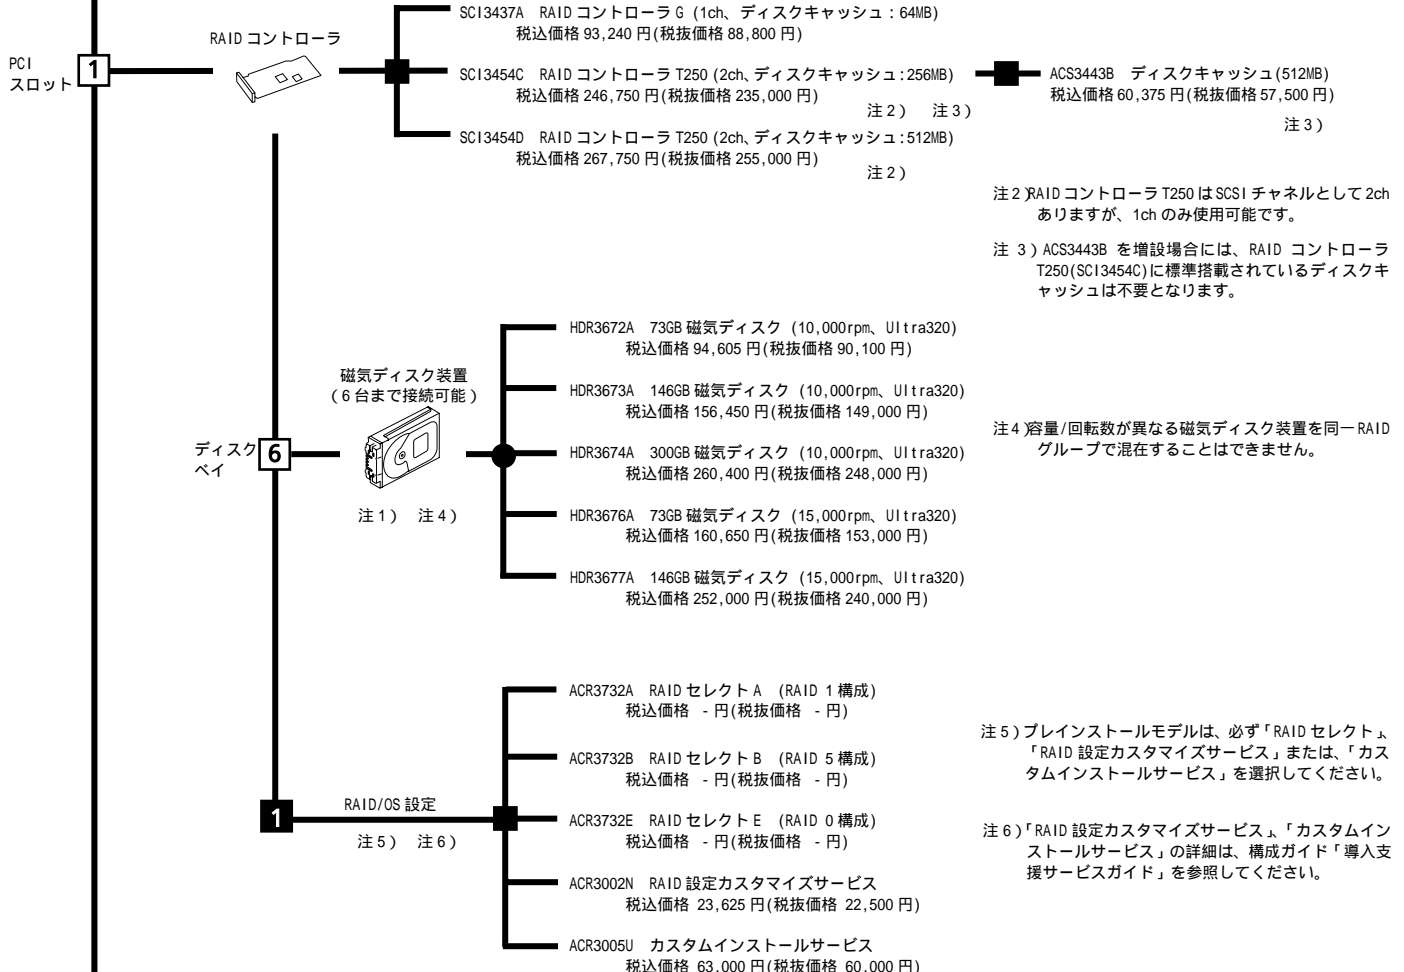 SCI3437A RAID コントローラ G (1ch、ディスクキャッシュ：64MB)
税込価格 93,240 円(税抜価格 88,800 円)
RAID コントローラ
PCI
スロット
1
SCI3454C RAID コントローラ T250 (2ch、ディスクキャッシュ：256MB)
税込価格 246,750 円(税抜価格 235,000 円)
注２） 注３）
ACS3443B ディスクキャッシュ(512MB)
税込価格 60,375 円(税抜価格 57,500 円)
注３）
SCI3454D RAID コントローラ T250 (2ch、ディスクキャッシュ：512MB)
税込価格 267,750 円(税抜価格 255,000 円)
注２）
注２）RAID コントローラ T250 は SCSI チャネルとして 2ch
ありますが、1ch のみ使用可能です。
注 ３）ACS3443B を増設場合には、RAID コントローラ
T250(SCI3454C)に標準搭載されているディスクキ
ャッシュは不要となります。
HDR3672A 73GB 磁気ディスク (10,000rpm、Ultra320)
税込価格 94,605 円(税抜価格 90,100 円)
磁気ディスク装置
（6 台まで接続可能）
HDR3673A 146GB 磁気ディスク (10,000rpm、Ultra320)
税込価格 156,450 円(税抜価格 149,000 円)
ディスク
ベイ
6
HDR3674A 300GB 磁気ディスク (10,000rpm、Ultra320)
税込価格 260,400 円(税抜価格 248,000 円)
注４）容量/回転数が異なる磁気ディスク装置を同一 RAID
グループで混在することはできません。
注１） 注４）
HDR3676A 73GB 磁気ディスク (15,000rpm、Ultra320)
税込価格 160,650 円(税抜価格 153,000 円)
HDR3677A 146GB 磁気ディスク (15,000rpm、Ultra320)
税込価格 252,000 円(税抜価格 240,000 円)
ACR3732A RAID セレクト A (RAID 1 構成)
税込価格 - 円(税抜価格 - 円)
ACR3732B RAID セレクト B (RAID 5 構成)
税込価格 - 円(税抜価格 - 円)
注５）プレインストールモデルは、必ず「RAID セレクト」、
「RAID 設定カスタマイズサービス」または、「カス
タムインストールサービス」を選択してください。
1
RAID/OS 設定
注５） 注６）
ACR3732E RAID セレクト E (RAID 0 構成)
税込価格 - 円(税抜価格 - 円)
注６）「RAID 設定カスタマイズサービス」、「カスタムイン
ストールサービス」の詳細は、構成ガイド「導入支
援サービスガイド」を参照してください。
ACR3002N RAID 設定カスタマイズサービス
税込価格 23,625 円(税抜価格 22,500 円)
ACR3005U カスタムインストールサービス
税込価格 63,000 円(税抜価格 60,000 円)